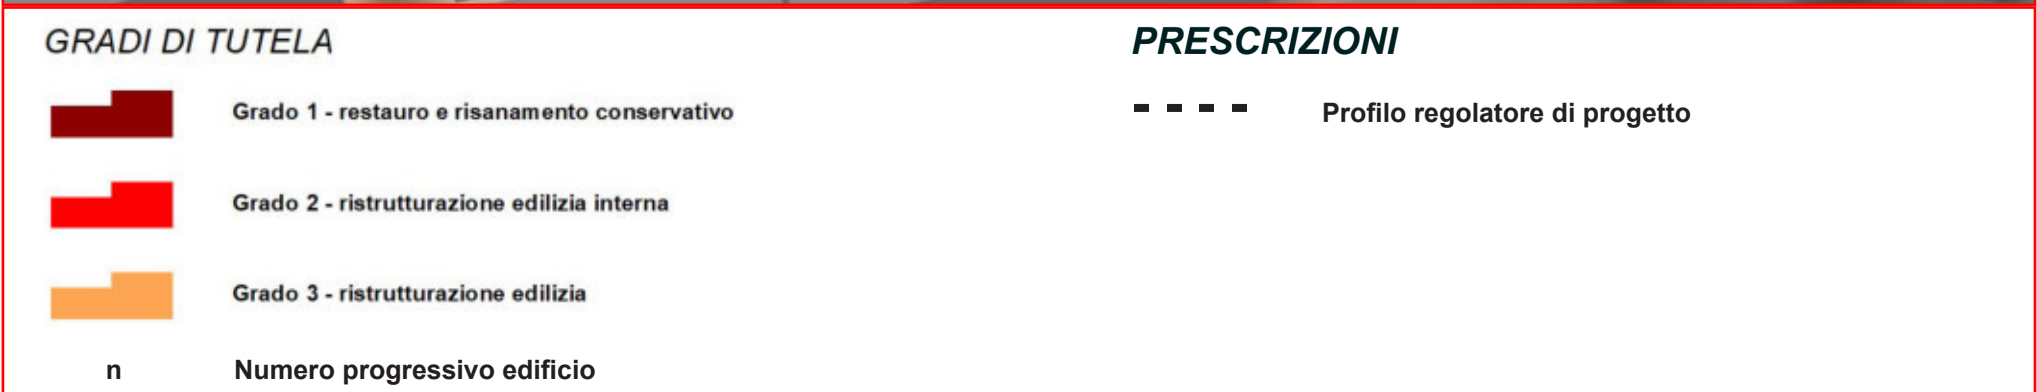 GRADI DI TUTELA
Grado 1 - restauro e risanamento conservativo
Grado 2 - ristrutturazione edilizia interna
Grado 3 - ristrutturazione edilizia
n Numero progressivo edificio
PRESCRIZIONI
Profilo regolatore di progetto